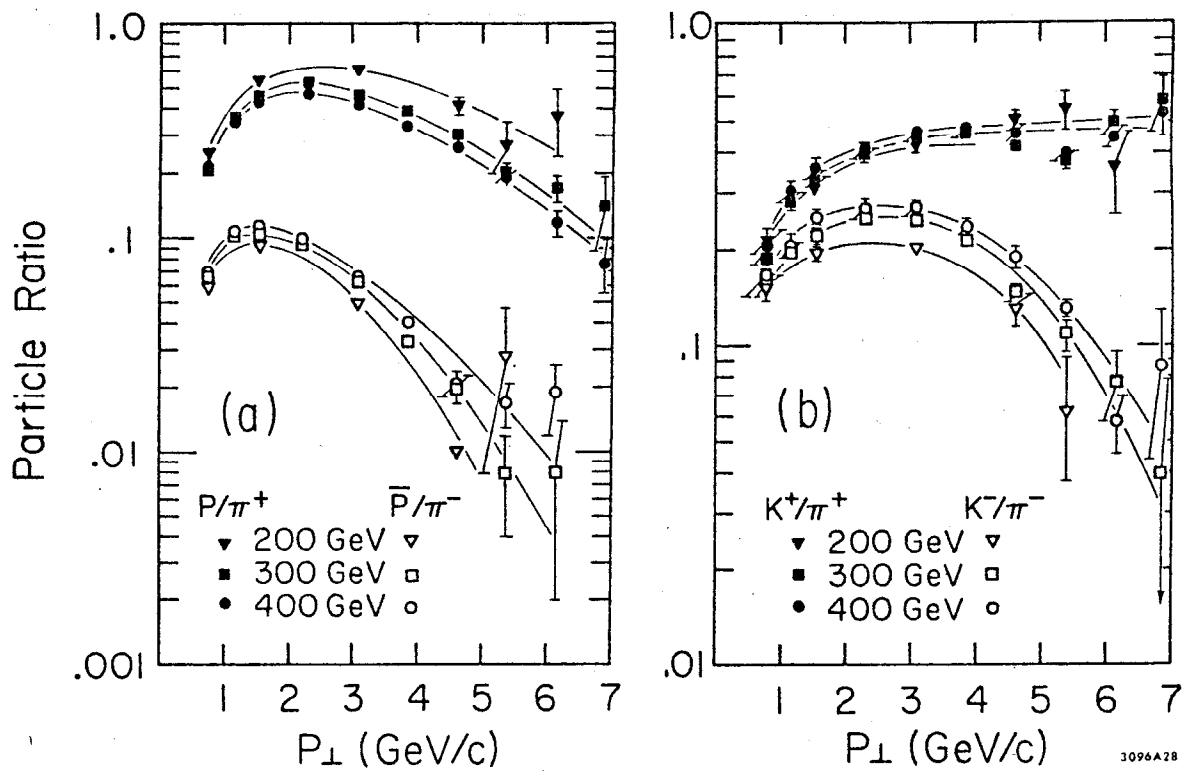 Particle Ratio
1.0
.1
.01
.001
(a)
P/π⁺ P̅/π⁻
▼ 200 GeV ▽
■ 300 GeV □
● 400 GeV ○
1 2 3 4 5 6 7
P⊥ (GeV/c)
1.0
.1
.01
(b)
K⁺/π⁺ K⁻/π⁻
▼ 200 GeV ▽
■ 300 GeV □
● 400 GeV ○
1 2 3 4 5 6 7
P⊥ (GeV/c)
3096A28